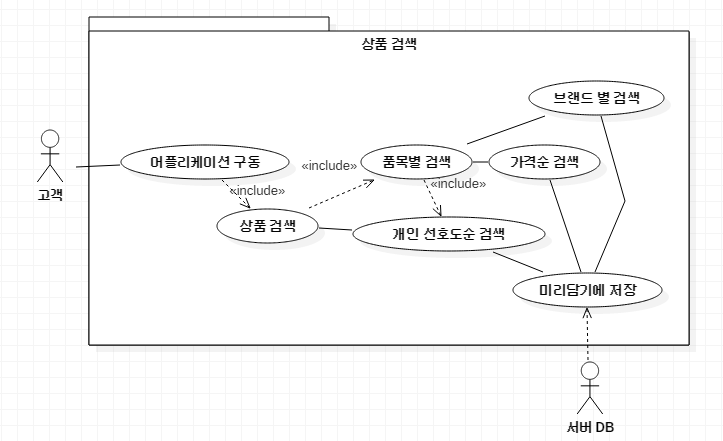 상품 검색
브랜드 별 검색
고객
어플리케이션 구동
«include»
품목별 검색
가격순 검색
«include»
«include»
상품 검색
개인 선호도순 검색
미리담기에 저장
서버 DB